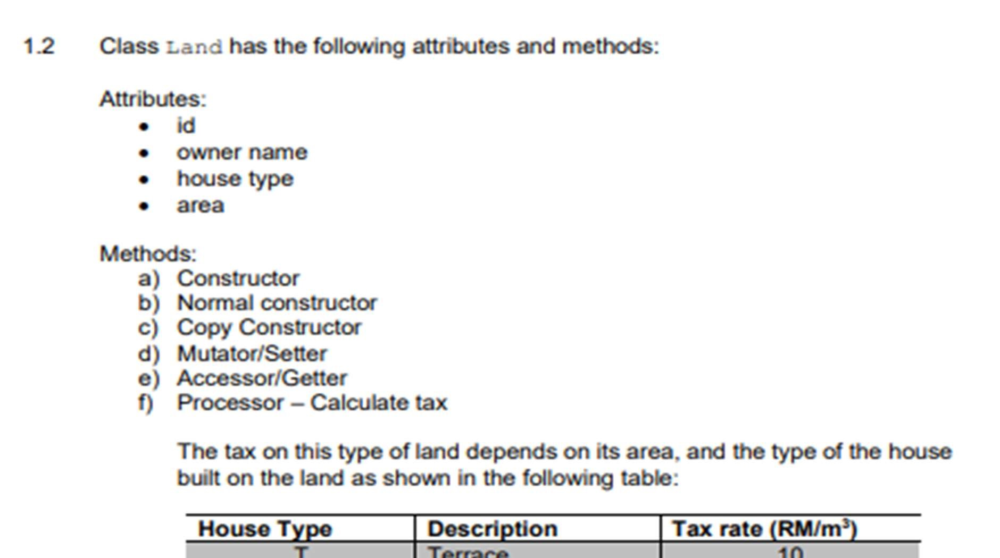 1.2 Class Land has the following attributes and methods:
Attributes:
• id
• owner name
• house type
• area
Methods:
a) Constructor
b) Normal constructor
c) Copy Constructor
d) Mutator/Setter
e) Accessor/Getter
f) Processor – Calculate tax
The tax on this type of land depends on its area, and the type of the house
built on the land as shown in the following table:
House Type Description Tax rate (RM/m³)
T Terrace 10